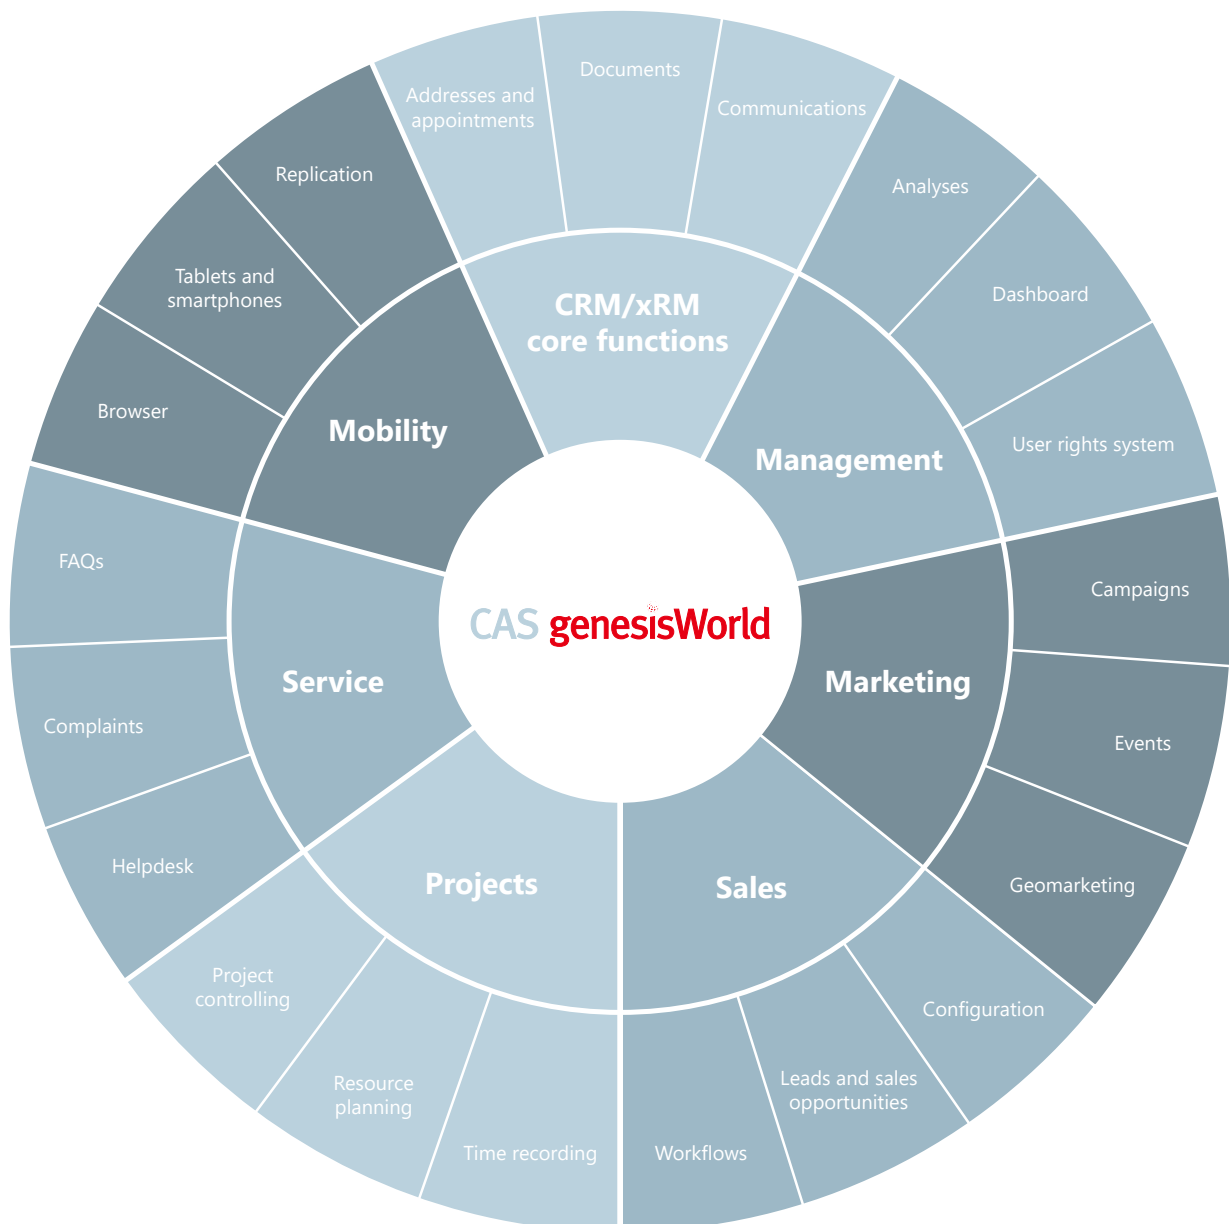 Documents
Addresses and
appointments
Communications
Replication
Analyses
Tablets and
smartphones
Dashboard
CRM/xRM
core functions
Browser
Mobility
User rights system
Management
FAQs
Campaigns
CAS genesisWorld
Service
Marketing
Complaints
Events
Helpdesk
Projects
Sales
Geomarketing
Project
controlling
Configuration
Resource
planning
Leads and sales
opportunities
Time recording
Workflows